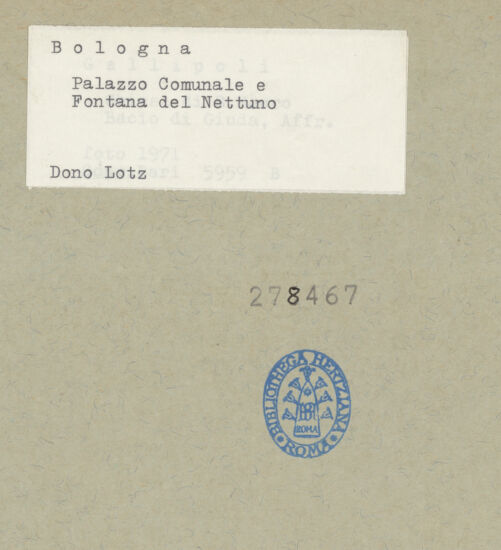 Bologna
Gallipoli
Palazzo Comunale e
Fontana del Nettuno
Bacio di Giuda, Affr.
foto 1971
Dono Lotz
5959 B
278467
BIBLIOTHECA HERTZIANA
ROMA
ROMA